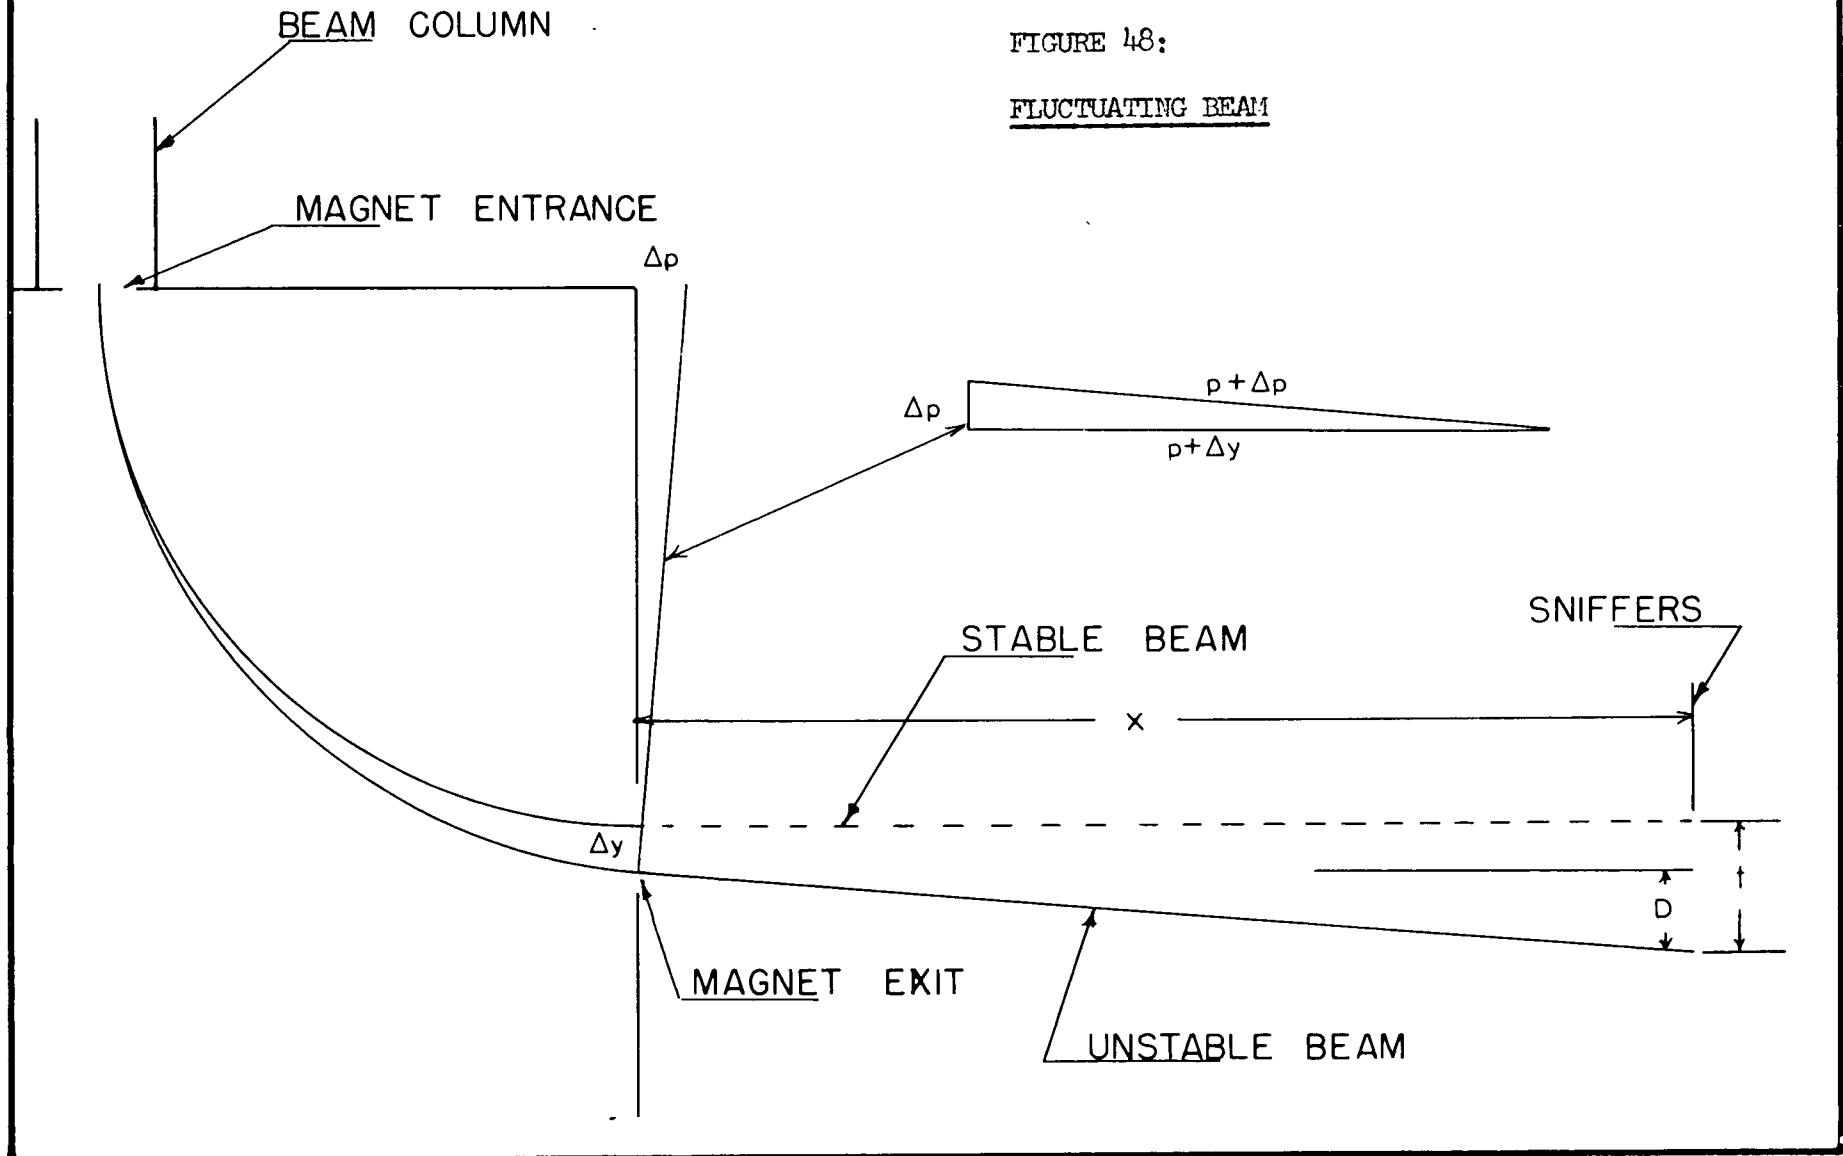 BEAM COLUMN
FIGURE 48:
FLUCTUATING BEAM
MAGNET ENTRANCE
Δp
p+Δp
Δp
p+Δy
SNIFFERS
STABLE BEAM
x
Δy
D
MAGNET EXIT
UNSTABLE BEAM